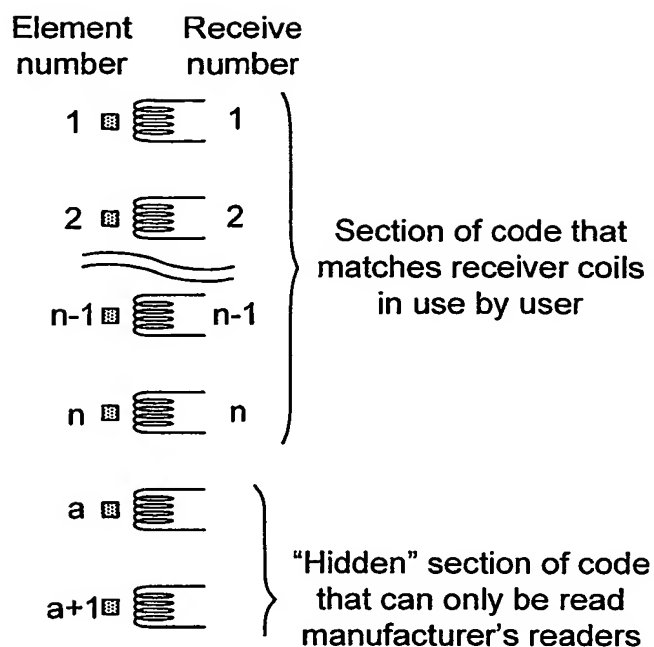 Element Receive
number number
1 1
2 2
n-1 n-1
n n
Section of code that
matches receiver coils
in use by user
a
a+1
"Hidden" section of code
that can only be read
manufacturer's readers